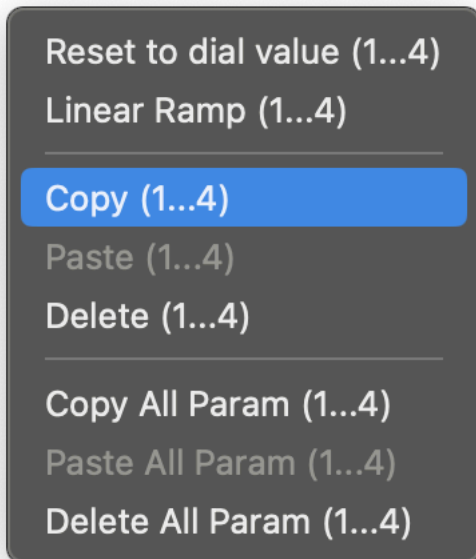 Reset to dial value (1...4)
Linear Ramp (1...4)
Copy (1...4)
Paste (1...4)
Delete (1...4)
Copy All Param (1...4)
Paste All Param (1...4)
Delete All Param (1...4)